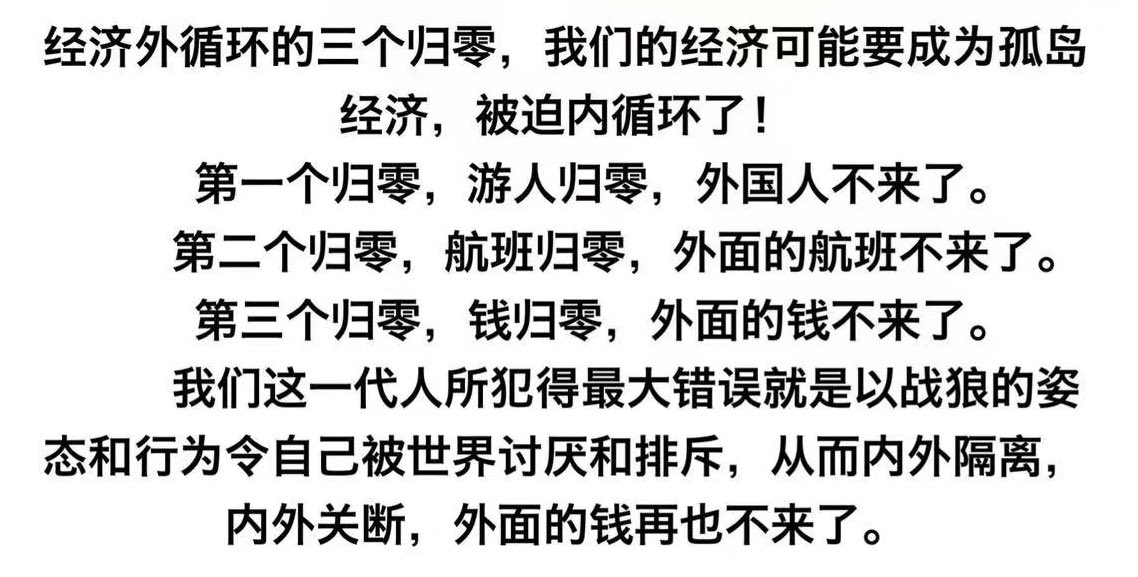 经济外循环的三个归零，我们的经济可能要成为孤岛
经济，被迫内循环了！
第一个归零，游人归零，外国人不来了。
第二个归零，航班归零，外面的航班不来了。
第三个归零，钱归零，外面的钱不来了。
我们这一代人所犯得最大错误就是以战狼的姿
态和行为令自己被世界讨厌和排斥，从而内外隔离，
内外关断，外面的钱再也不来了。